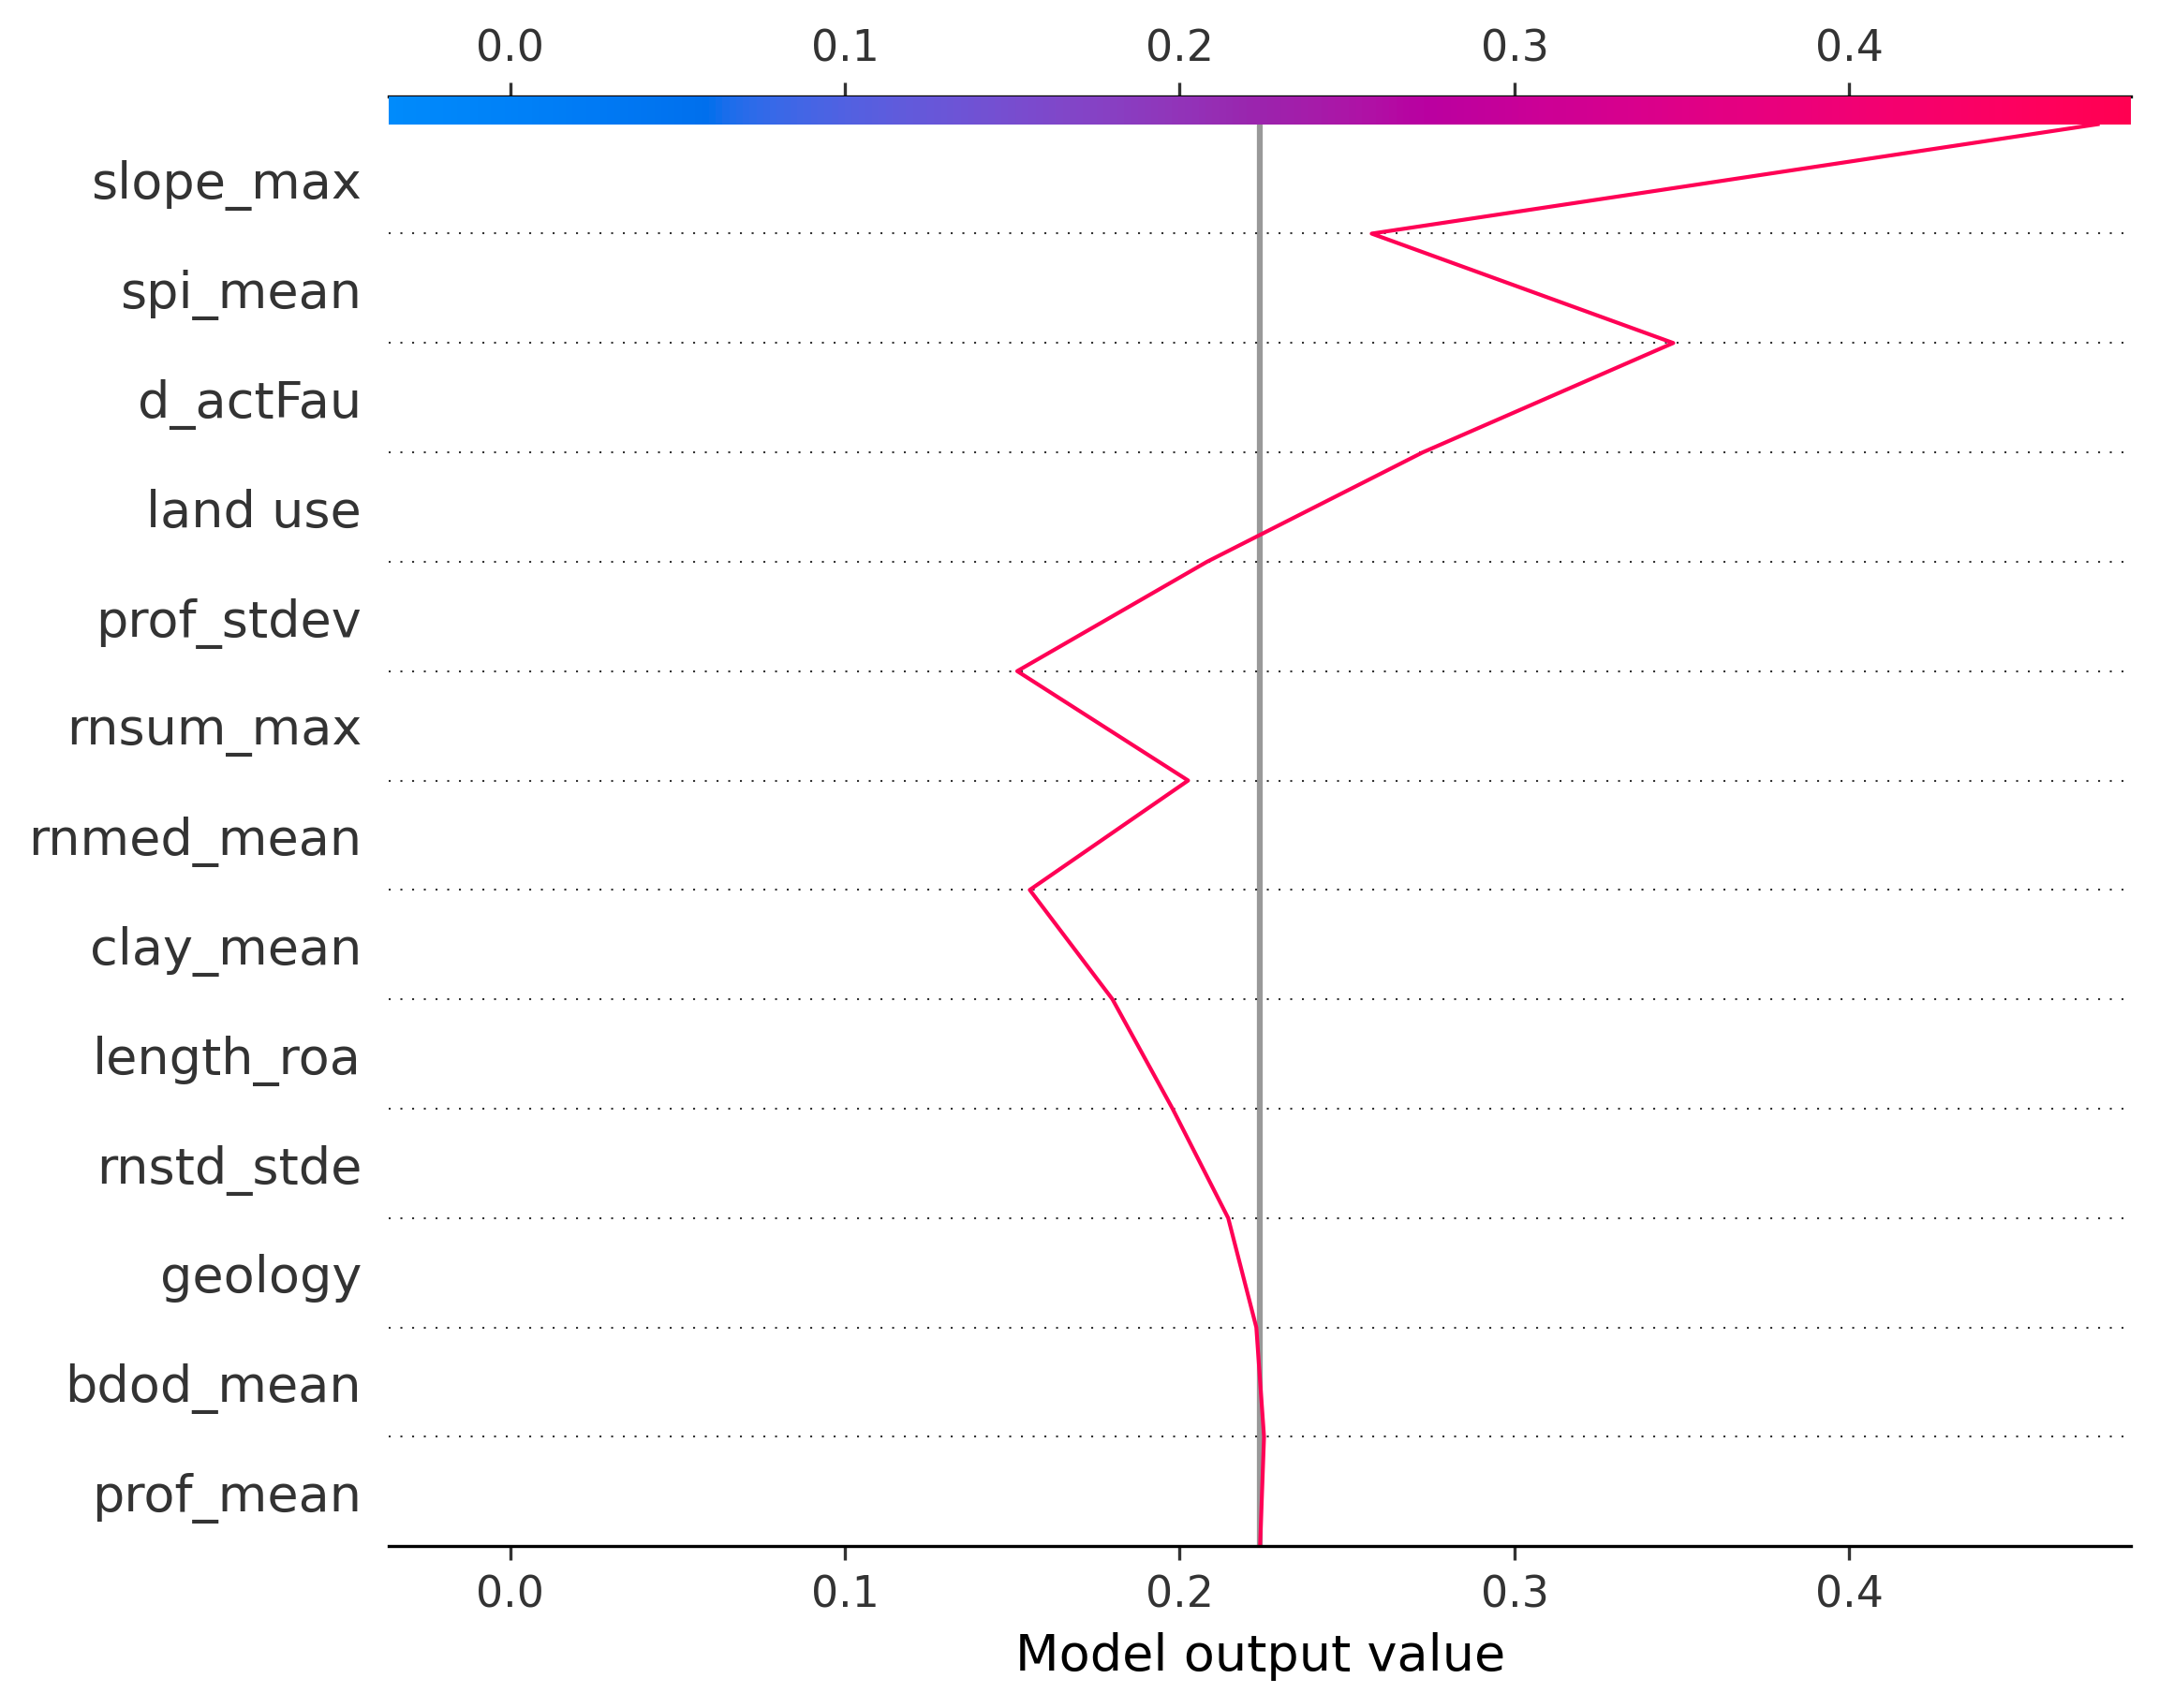 0.0 0.1 0.2 0.3 0.4
slope_max
spi_mean
d_actFau
land use
prof_stdev
rnsum_max
rnmed_mean
clay_mean
length_roa
rnstd_stde
geology
bdod_mean
prof_mean
0.0 0.1 0.2 0.3 0.4
Model output value